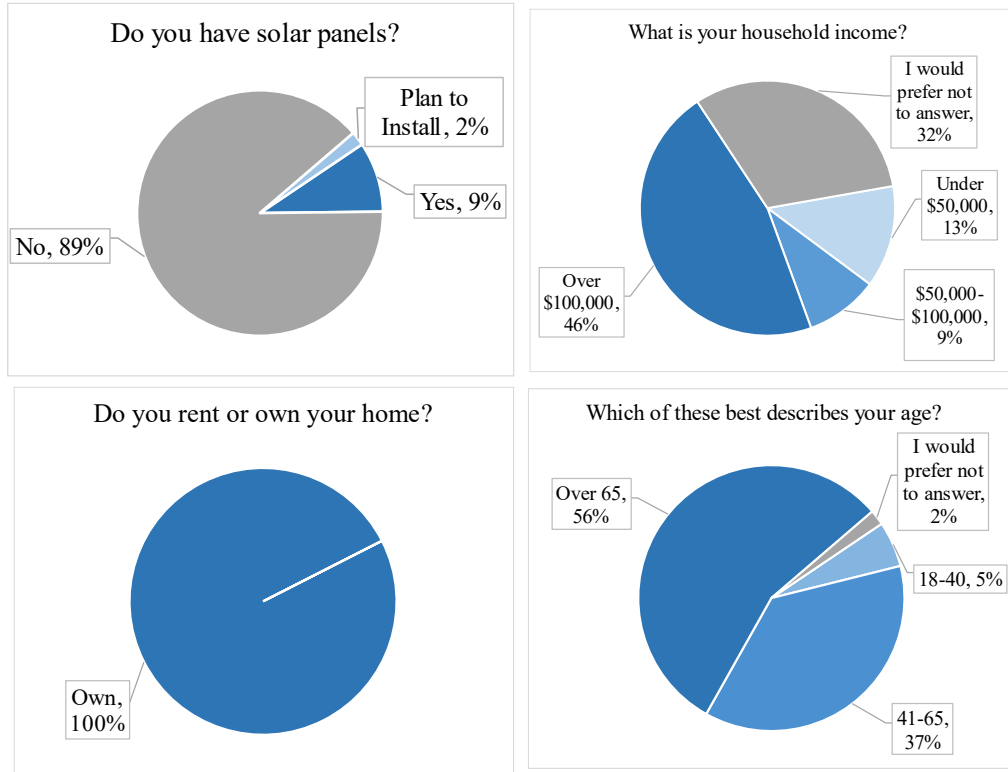 Do you have solar panels?
Plan to
Install, 2%
Yes, 9%
No, 89%
What is your household income?
I would
prefer not
to answer,
32%
Under
$50,000,
13%
$50,000-
$100,000,
9%
Over
$100,000,
46%
Do you rent or own your home?
Own,
100%
Which of these best describes your age?
I would
prefer not
to answer,
2%
Over 65,
56%
18-40, 5%
41-65,
37%